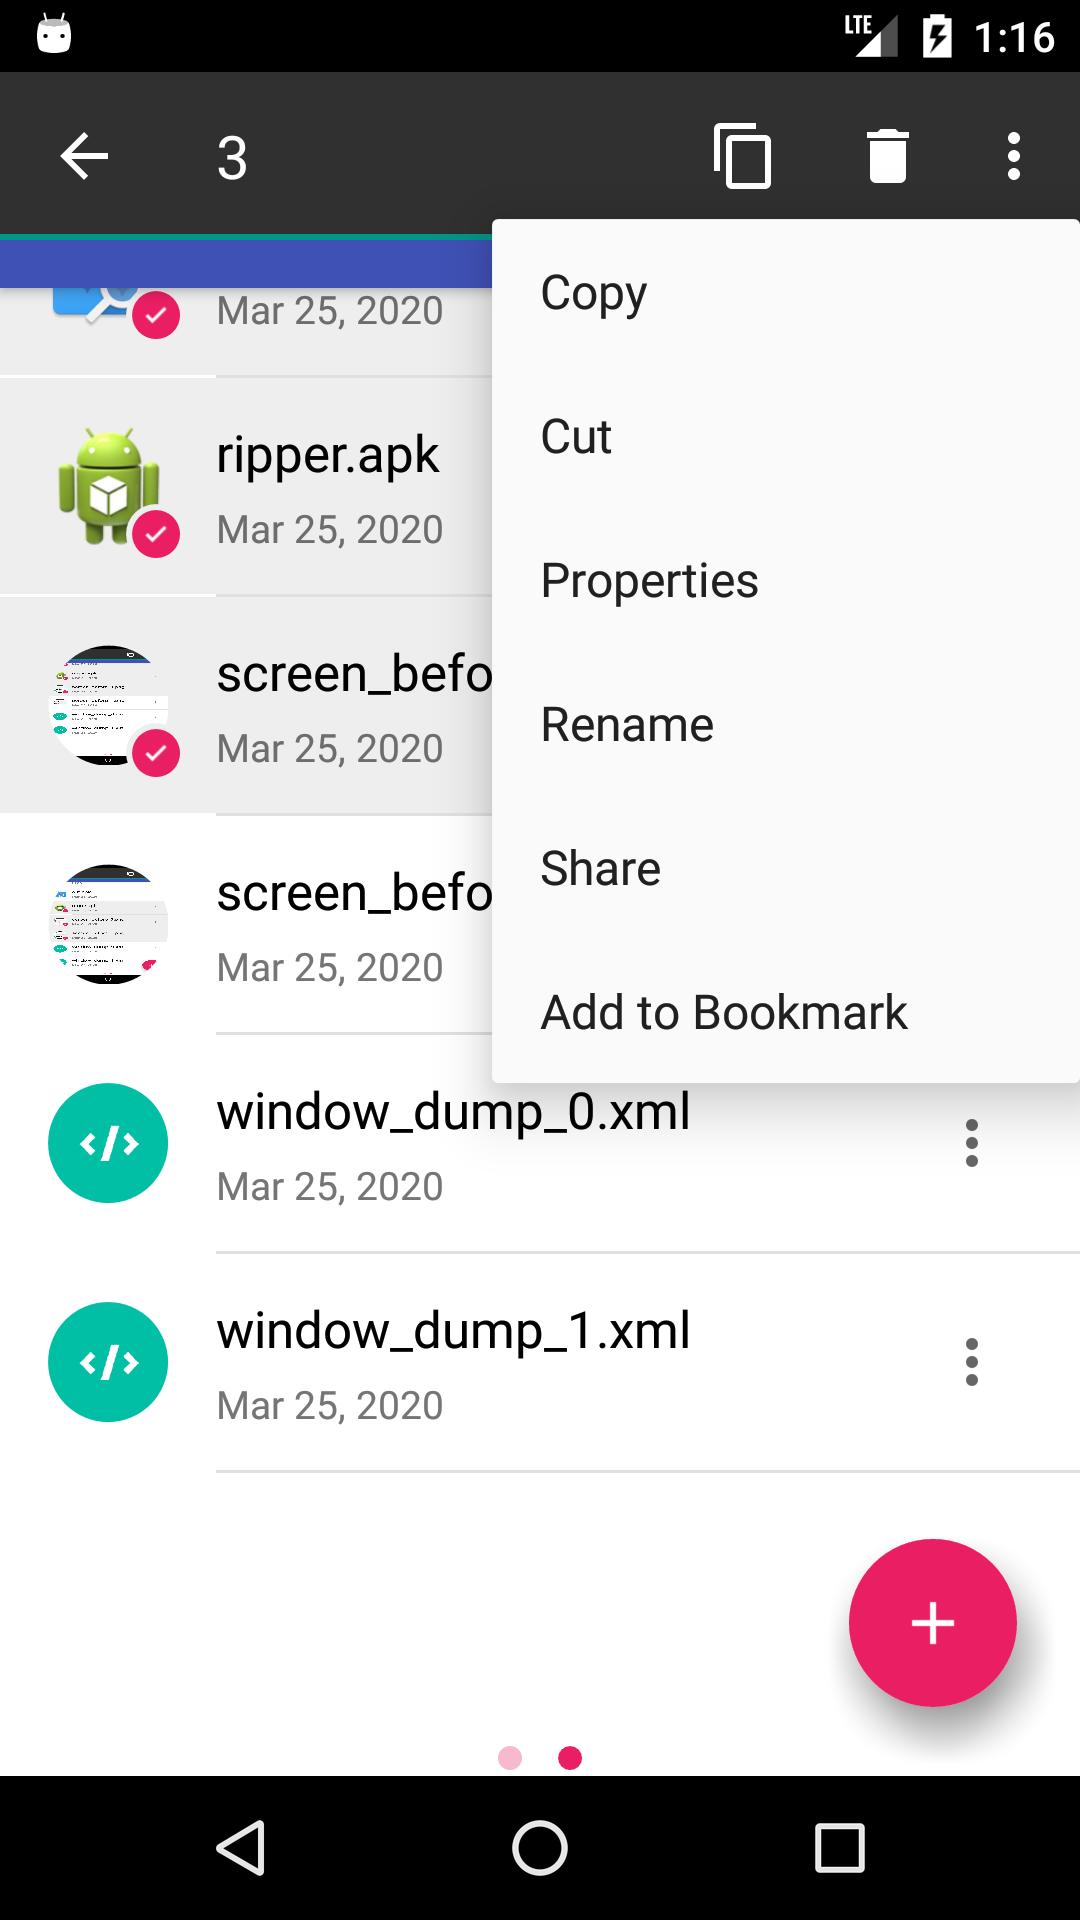 LTE 1:16
3
Copy
Cut
Properties
Rename
Share
Add to Bookmark
Mar 25, 2020
ripper.apk
Mar 25, 2020
screen_befo
Mar 25, 2020
screen_befo
Mar 25, 2020
window_dump_0.xml
Mar 25, 2020
window_dump_1.xml
Mar 25, 2020